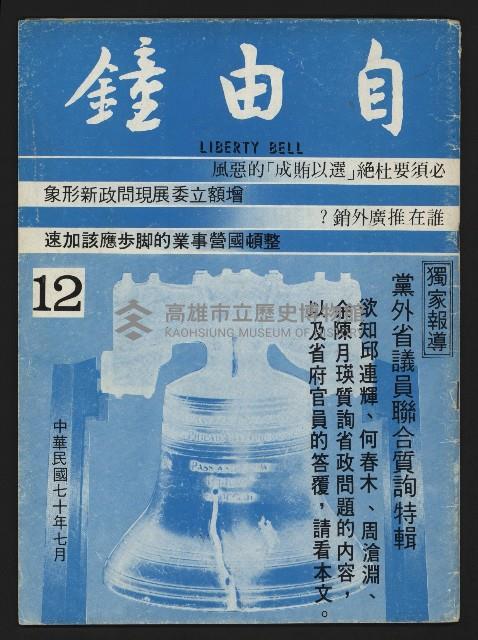 自由鐘
LIBERTY BELL
必須要杜絕「選以賄成」的惡風
增額立委展現問政新形象
誰在推廣外銷？
整頓國營事業的脚步應該加速
獨家報導
黨外省議員聯合質詢特輯
欲知邱連輝、何春木、周滄淵、
余陳月瑛質詢省政問題的內容，
以及省府官員的答覆，請看本文。
12
中華民國七十年七月
高雄市立歷史博物館
KAOHSIUNG MUSEUM OF HISTORY